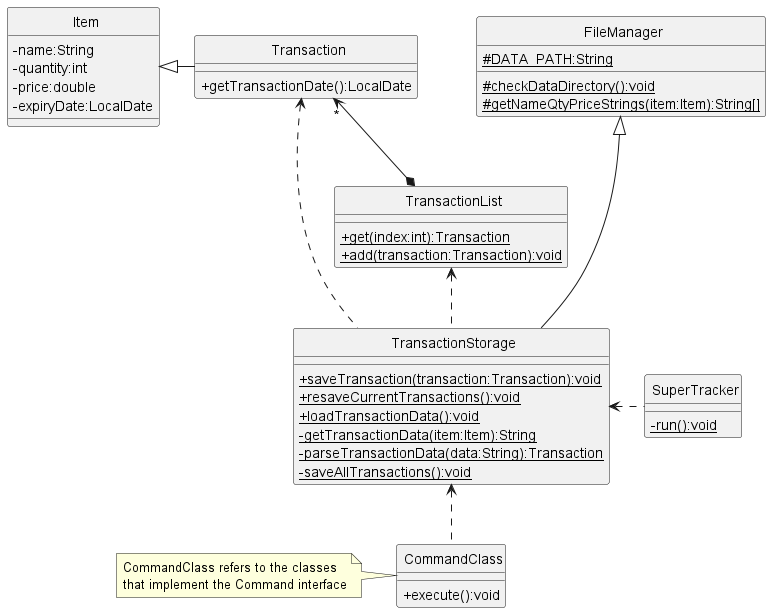 Item
-name:String
-quantity:int
-price:double
-expiryDate:LocalDate
Transaction
+getTransactionDate():LocalDate
FileManager
#DATA_PATH:String
#checkDataDirectory():void
#getNameQtyPriceStrings(item:Item):String[]
*
TransactionList
+get(index:int):Transaction
+add(transaction:Transaction):void
TransactionStorage
+saveTransaction(transaction:Transaction):void
+resaveCurrentTransactions():void
+loadTransactionData():void
-getTransactionData(item:Item):String
-parseTransactionData(data:String):Transaction
-saveAllTransactions():void
SuperTracker
-run():void
CommandClass refers to the classes
that implement the Command interface
CommandClass
+execute():void